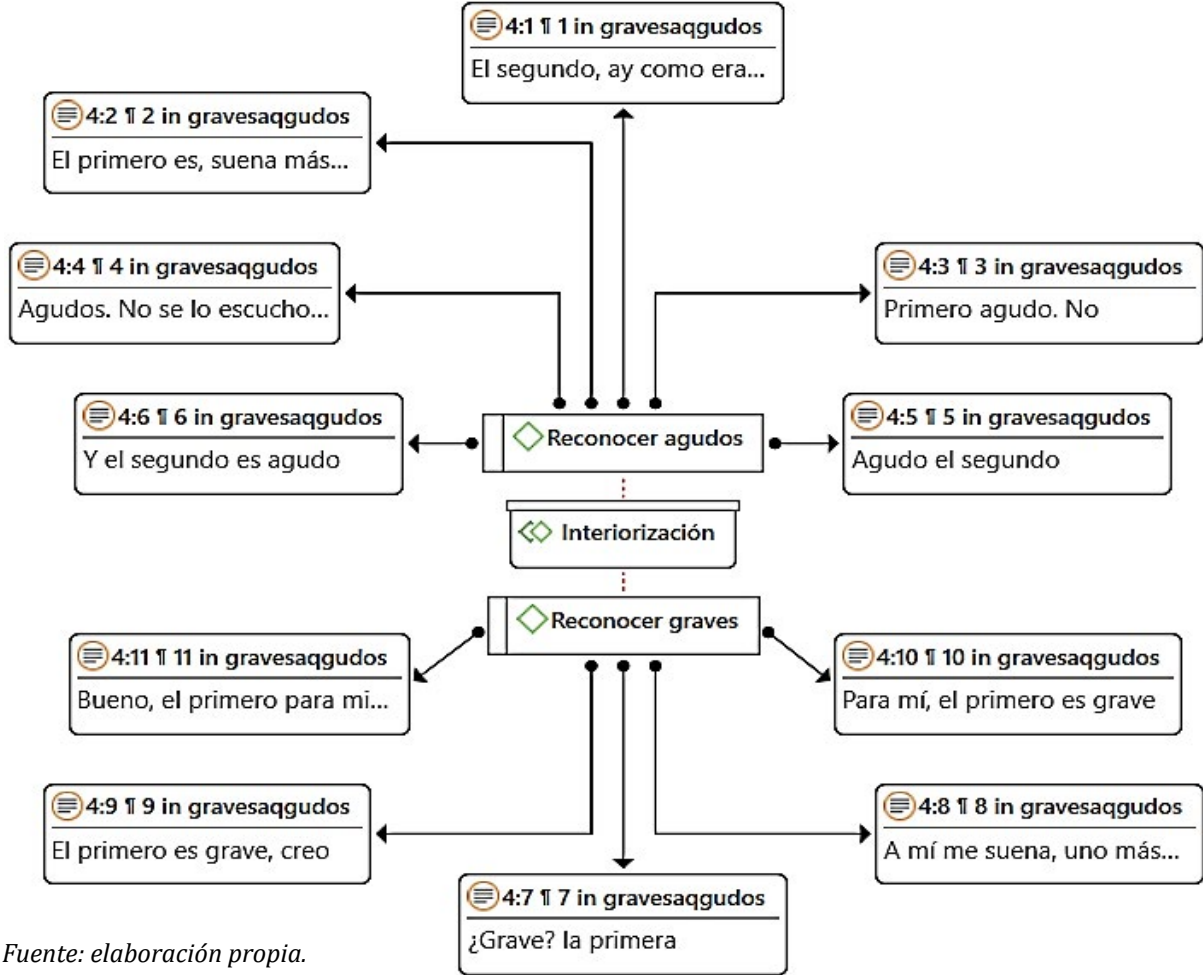 4:1 ¶ 1 in gravesaqgudos
El segundo, ay como era...
4:2 ¶ 2 in gravesaqgudos
El primero es, suena más...
4:4 ¶ 4 in gravesaqgudos
Agudos. No se lo escucho...
4:3 ¶ 3 in gravesaqgudos
Primero agudo. No
4:6 ¶ 6 in gravesaqgudos
Y el segundo es agudo
Reconocer agudos
4:5 ¶ 5 in gravesaqgudos
Agudo el segundo
Interiorización
Reconocer graves
4:11 ¶ 11 in gravesaqgudos
Bueno, el primero para mi...
4:10 ¶ 10 in gravesaqgudos
Para mí, el primero es grave
4:9 ¶ 9 in gravesaqgudos
El primero es grave, creo
4:8 ¶ 8 in gravesaqgudos
A mí me suena, uno más...
4:7 ¶ 7 in gravesaqgudos
¿Grave? la primera
Fuente: elaboración propia.